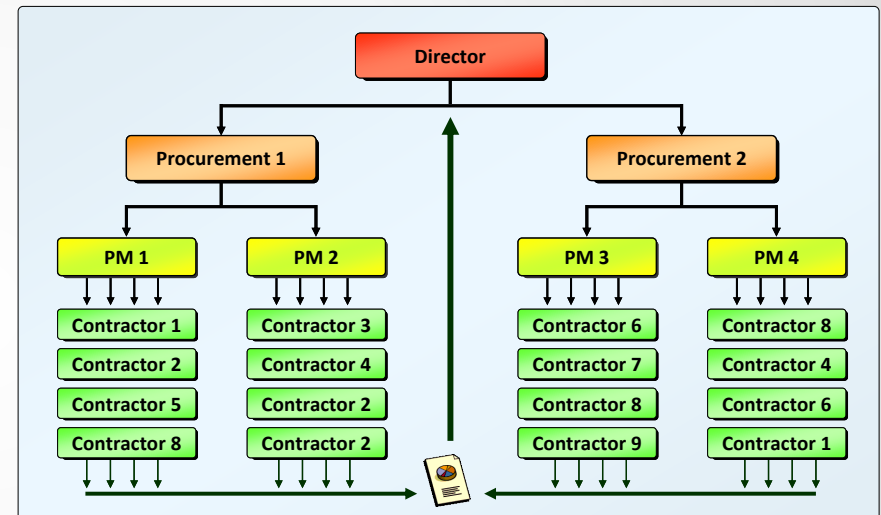 Director
Procurement 1
Procurement 2
PM 1
PM 2
PM 3
PM 4
Contractor 1
Contractor 3
Contractor 6
Contractor 8
Contractor 2
Contractor 4
Contractor 7
Contractor 4
Contractor 5
Contractor 2
Contractor 8
Contractor 6
Contractor 8
Contractor 2
Contractor 9
Contractor 1